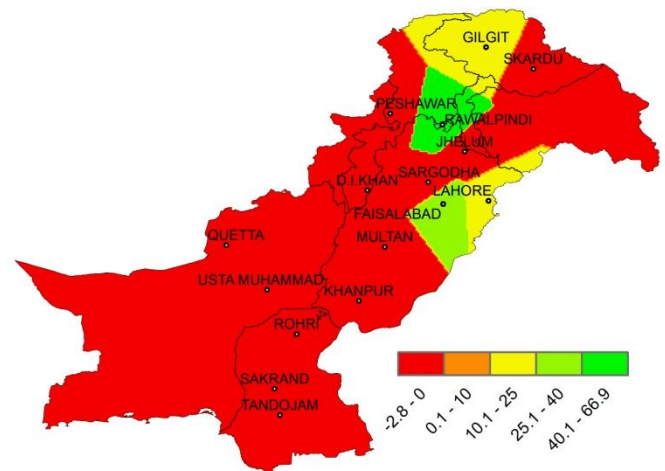 GILGIT
SKARDU
PESHAWAR
RAWALPINDI
JHBLUM
SARGODHA
D.I.KHAN
LAHORE
FAISALABAD
QUETTA
MULTAN
USTA MUHAMMAD
KHANPUR
ROHRI
SAKRAND
TANDOJAM
-2.8 - 0
0.1 - 10
10.1 - 25
25.1 - 40
40.1 - 66.9